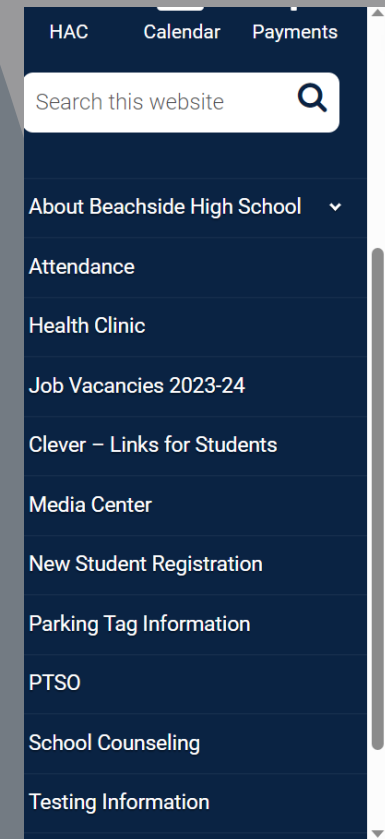 HAC Calendar Payments
Search this website
About Beachside High School
Attendance
Health Clinic
Job Vacancies 2023-24
Clever – Links for Students
Media Center
New Student Registration
Parking Tag Information
PTSO
School Counseling
Testing Information